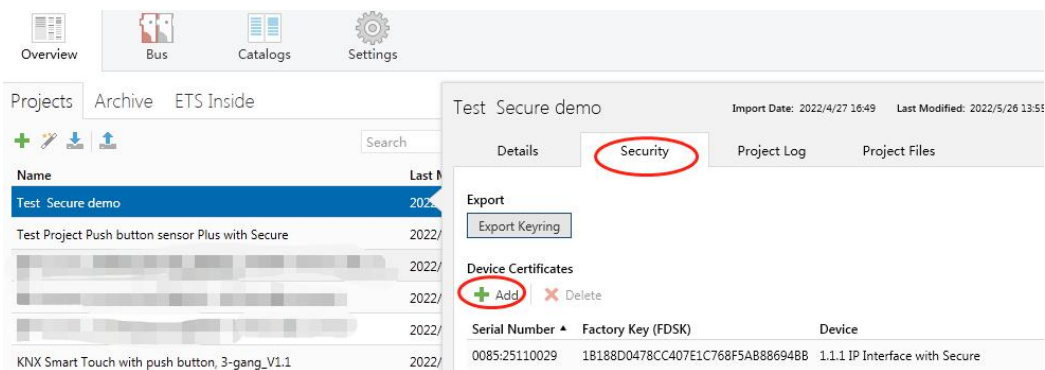 Overview Bus Catalogs Settings
Projects Archive ETS Inside
Search
Name Last M
Test Secure demo 202
Test Project Push button sensor Plus with Secure 2022/
2022/
2022/
2022/
KNX Smart Touch with push button, 3-gang_V1.1 2022/
Test Secure demo Import Date: 2022/4/27 16:49 Last Modified: 2022/5/26 13:55
Details Security Project Log Project Files
Export
Export Keyring
Device Certificates
Add Delete
Serial Number Factory Key (FDSK) Device
0085:25110029 1B188D0478CC407E1C768F5AB88694BB 1.1.1 IP Interface with Secure